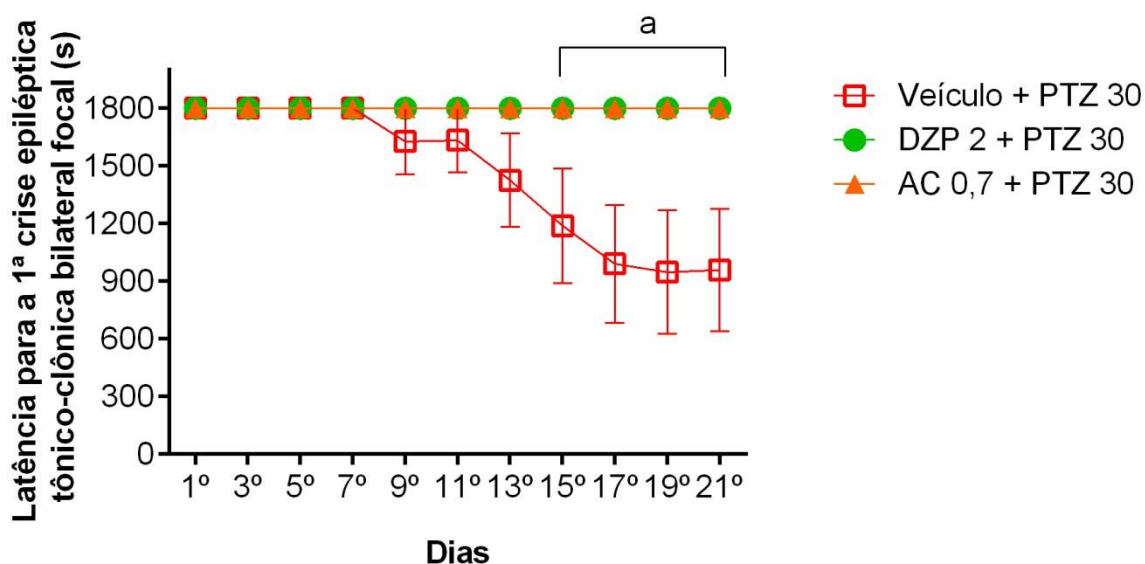 Latência para a 1ª crise epiléptica
tônico-clônica bilateral focal (s)
a
1800
1500
1200
900
600
300
0
1º 3º 5º 7º 9º 11º 13º 15º 17º 19º 21º
Dias
Veículo + PTZ 30
DZP 2 + PTZ 30
AC 0,7 + PTZ 30